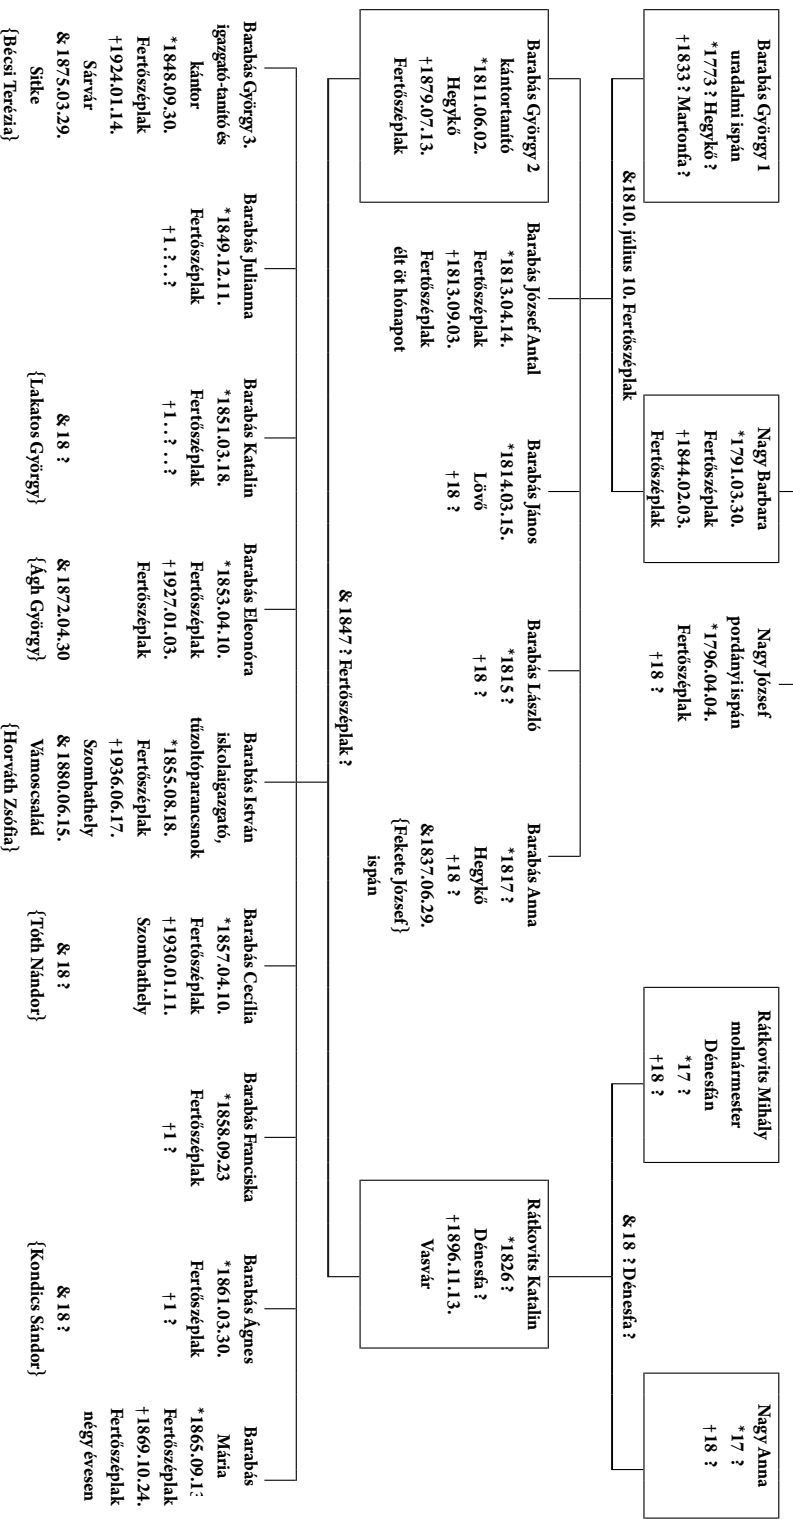 Barabás György 1
uradalmi ispán
*1773 ? Hegykő ?
†1833 ? Martonfa ?
&1810. július 10. Fertőszéplak
Nagy Barbara
*1791.03.30.
Fertőszéplak
†1844.02.03.
Fertőszéplak
Nagy József
pordányi ispán
*1796.04.04.
Fertőszéplak
†18 ?
Rátkovits Mihály
molnármester
Dénesfán
*17 ?
†18 ?
& 18 ? Dénesfa ?
Nagy Anna
*17 ?
†18 ?
Barabás György 2
kántortanító
*1811.06.02.
Hegykő
†1879.07.13.
Fertőszéplak
Barabás József Antal
*1813.04.14.
Fertőszéplak
†1813.09.03.
Fertőszéplak
élt öt hónapot
Barabás János
*1814.03.15.
Lövő
†18 ?
Barabás László
*1815 ?
†18 ?
Barabás Anna
*1817 ?
Hegykő
†18 ?
&1837.06.29.
{Fekete József}
ispán
Rátkovits Katalin
*1826 ?
Dénesfa ?
†1896.11.13.
Vasvár
& 1847 ? Fertőszéplak ?
Barabás György 3.
igazgató-tanító és
kántor
*1848.09.30.
Fertőszéplak
†1924.01.14.
Sárvár
& 1875.03.29.
Sitke
{Bécsi Terézia}
Barabás Julianna
*1849.12.11.
Fertőszéplak
†1. ? . . ?
Barabás Katalin
*1851.03.18.
Fertőszéplak
†1 . . ? . . ?
& 18 ?
{Lakatos György}
Barabás Eleonóra
*1853.04.10.
Fertőszéplak
†1927.01.03.
Fertőszéplak
& 1872.04.30
{Ágh György}
Barabás István
iskolaigazgató,
tűzoltóparancsnok
*1855.08.18.
Fertőszéplak
†1936.06.17.
Szombathely
& 1880.06.15.
Vámoscsalád
{Horváth Zsófia}
Barabás Cecília
*1857.04.10.
Fertőszéplak
†1930.01.11.
Szombathely
& 18 ?
{Tóth Nándor}
Barabás Franciska
*1858.09.23
Fertőszéplak
†1 ?
Barabás Ágnes
*1861.03.30.
Fertőszéplak
†1 ?
& 18 ?
{Kondics Sándor}
Barabás
Mária
Fertőszéplak
†1869.10.24.
Fertőszéplak
négy évesen